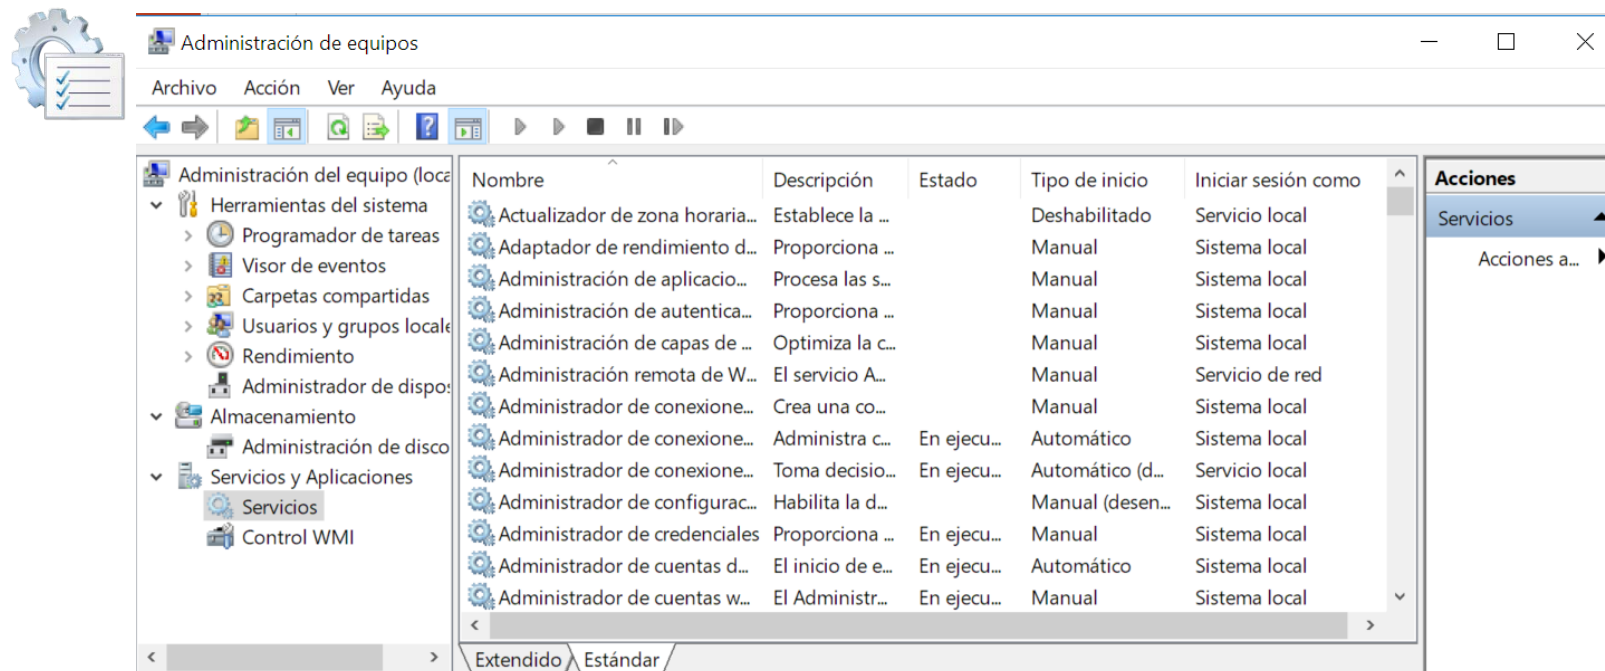 Administración de equipos
Archivo Acción Ver Ayuda
Administración del equipo (loca
Herramientas del sistema
Programador de tareas
Visor de eventos
Carpetas compartidas
Usuarios y grupos locale
Rendimiento
Administrador de dispos
Almacenamiento
Administración de disco
Servicios y Aplicaciones
Servicios
Control WMI
Nombre Descripción Estado Tipo de inicio Iniciar sesión como
Actualizador de zona horaria... Establece la ... Deshabilitado Servicio local
Adaptador de rendimiento d... Proporciona ... Manual Sistema local
Administración de aplicacio... Procesa las s... Manual Sistema local
Administración de autentica... Proporciona ... Manual Sistema local
Administración de capas de ... Optimiza la c... Manual Sistema local
Administración remota de W... El servicio A... Manual Servicio de red
Administrador de conexione... Crea una co... Manual Sistema local
Administrador de conexione... Administra c... En ejecu... Automático Sistema local
Administrador de conexione... Toma decisio... En ejecu... Automático (d... Servicio local
Administrador de configurac... Habilita la d... Manual (desen... Sistema local
Administrador de credenciales Proporciona ... En ejecu... Manual Sistema local
Administrador de cuentas d... El inicio de e... En ejecu... Automático Sistema local
Administrador de cuentas w... El Administr... En ejecu... Manual Sistema local
Extendido Estándar
Acciones
Servicios
Acciones a...